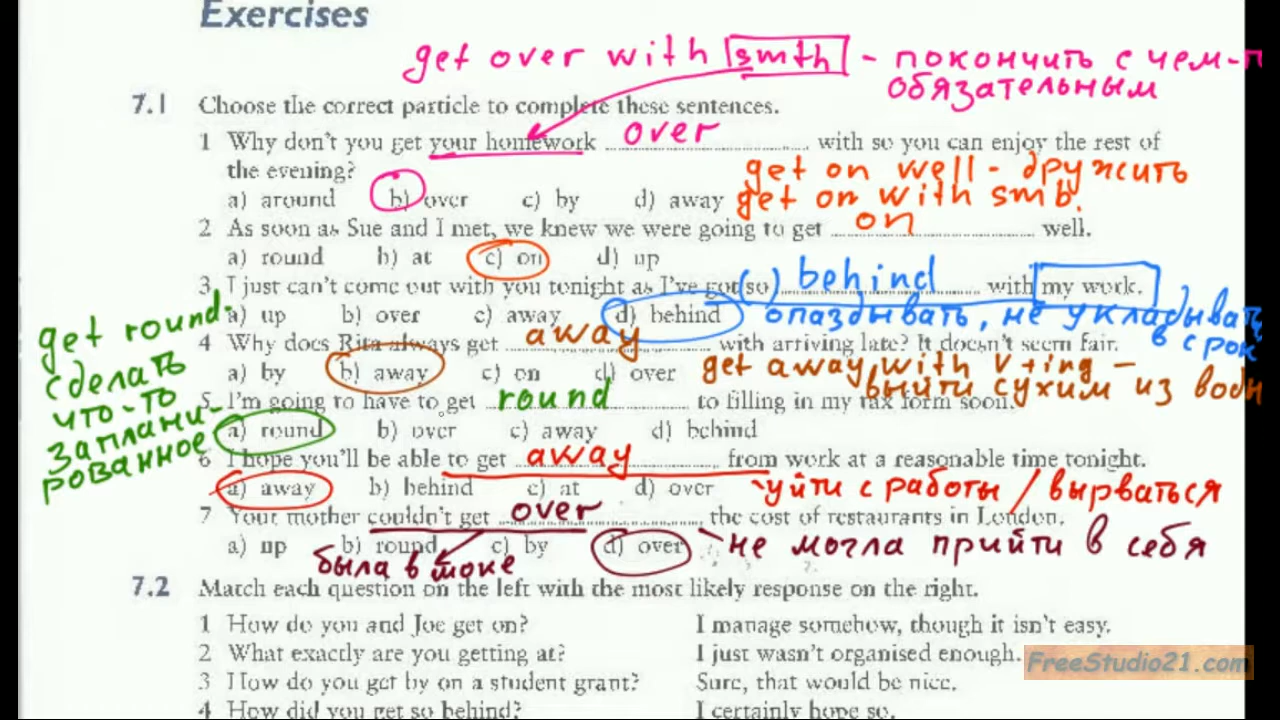 Exercises
get over with smth - покончить с чем-
обязательным
7.1 Choose the correct particle to complete these sentences.
1 Why don't you get your homework over with so you can enjoy the rest of
the evening?
get on well - дружить
a) around b) over c) by d) away get on with smb.
2 As soon as Sue and I met, we knew we were going to get on well.
a) round b) at c) on d) up
3 I just can't come out with you tonight as I've got (so) behind with my work.
a) up b) over c) away d) behind опаздывать, не укладыват
в срок
get round -
сделать
что-то
заплани-
рованное
4 Why does Rita always get away with arriving late? It doesn't seem fair.
a) by b) away c) on d) over get away with V+ing -
выйти сухим из вод
5 I'm going to have to get round to filling in my tax form soon.
a) round b) over c) away d) behind
6 I hope you'll be able to get away from work at a reasonable time tonight.
a) away b) behind c) at d) over уйти с работы / вырваться
7 Your mother couldn't get over the cost of restaurants in London.
a) up b) round c) by d) over не могла прийти в себя
была в шоке
7.2 Match each question on the left with the most likely response on the right.
1 How do you and Joe get on? I manage somehow, though it isn't easy.
2 What exactly are you getting at? I just wasn't organised enough.
FreeStudio21.com
3 How do you get by on a student grant? Sure, that would be nice.
4 How did you get so behind? I certainly hope so.